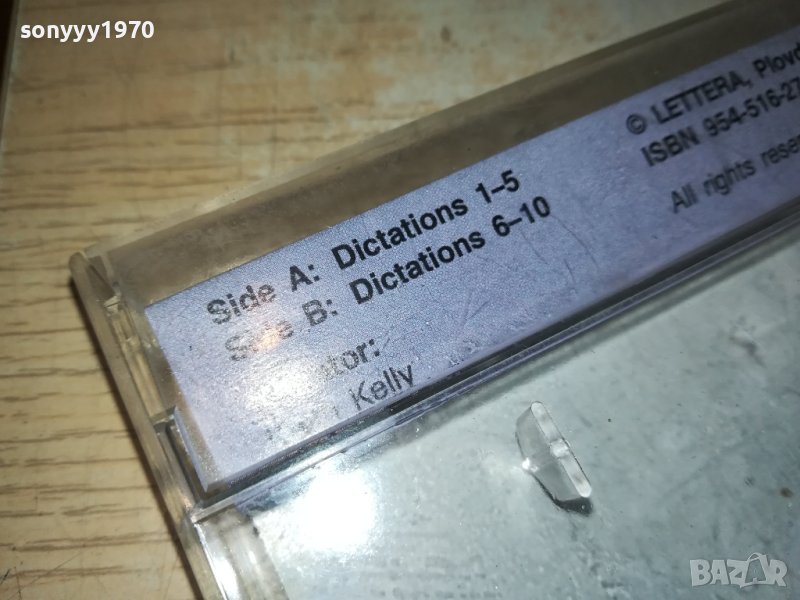 sonyyy1970
Side A: Dictations 1–5
Side B: Dictations 6–10
Kelly
© LETTERA, Plovd
ISBN 954-516-27
All rights rese
BAZAR